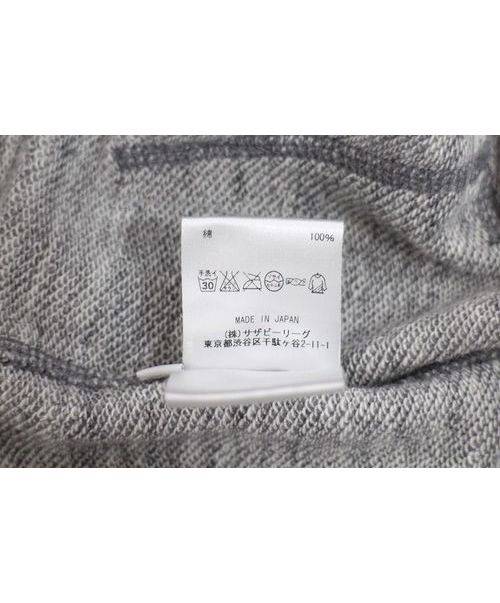 綿 100%
手洗イ
30
MADE IN JAPAN
(株)サザビーリーグ
東京都渋谷区千駄ケ谷2-11-1